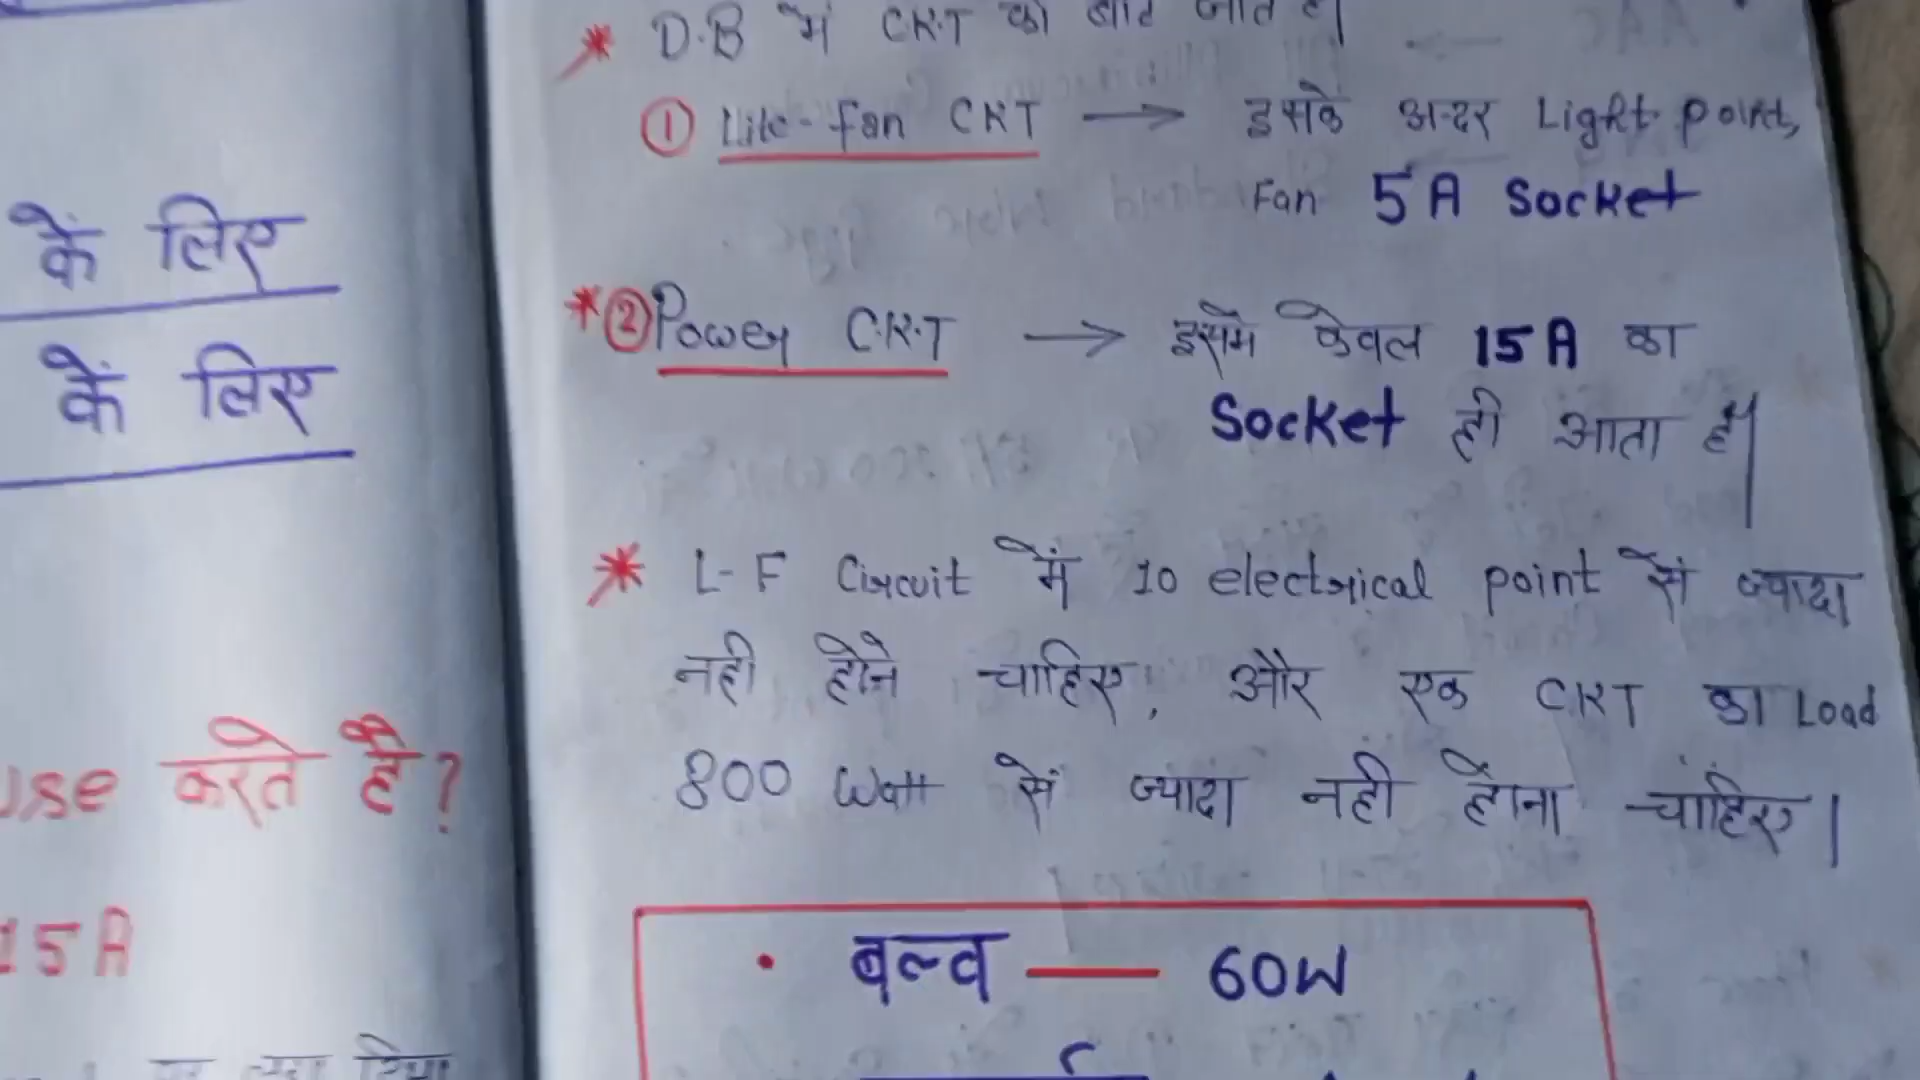 के लिए
के लिए
use करते है?
15A
* D.B में CKT को बाट जाते है।
① Lite-Fan CKT → इसके अन्दर Light point,
Fan 5A Socket
* ② Power C.K.T → इसमे केवल 15A का
Socket ही आता है।
* L-F Circuit में 10 electrical point से ज्यादा
नही होने चाहिए, और एक CKT का Load
800 Watt से ज्यादा नही होना चाहिए।
• बल्व — 60W